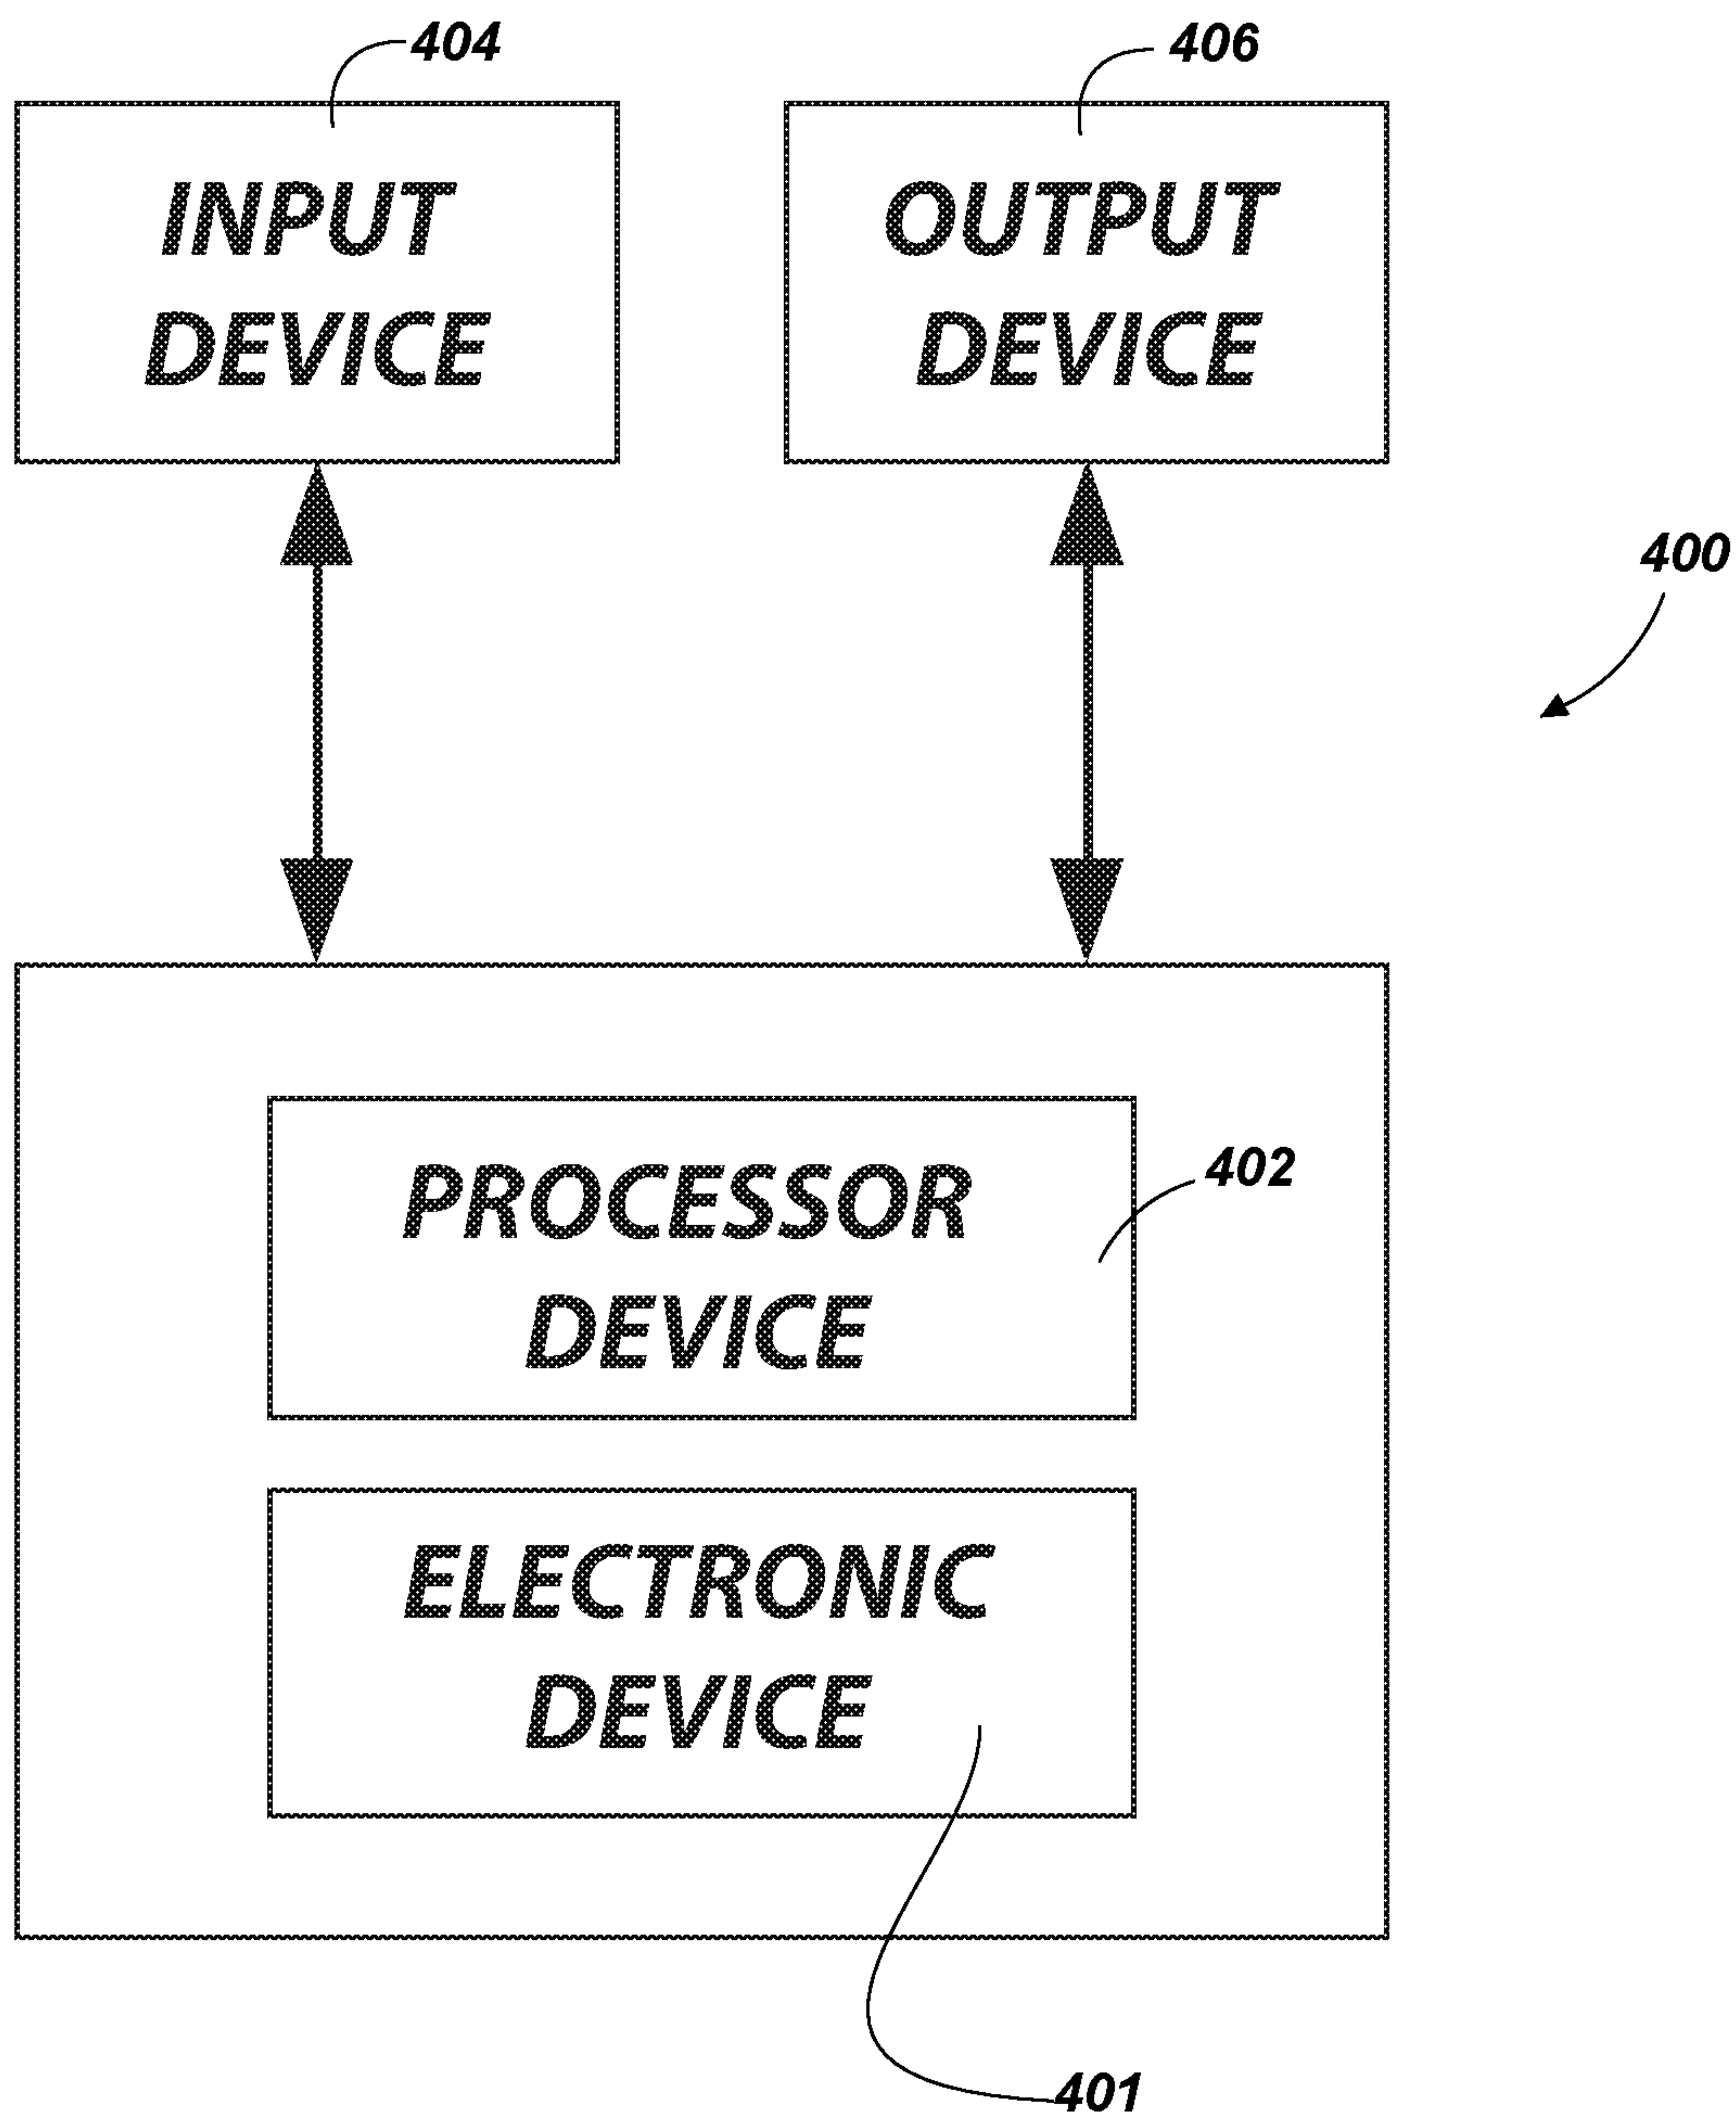 404
406
INPUT
DEVICE
OUTPUT
DEVICE
400
PROCESSOR
DEVICE
402
ELECTRONIC
DEVICE
401